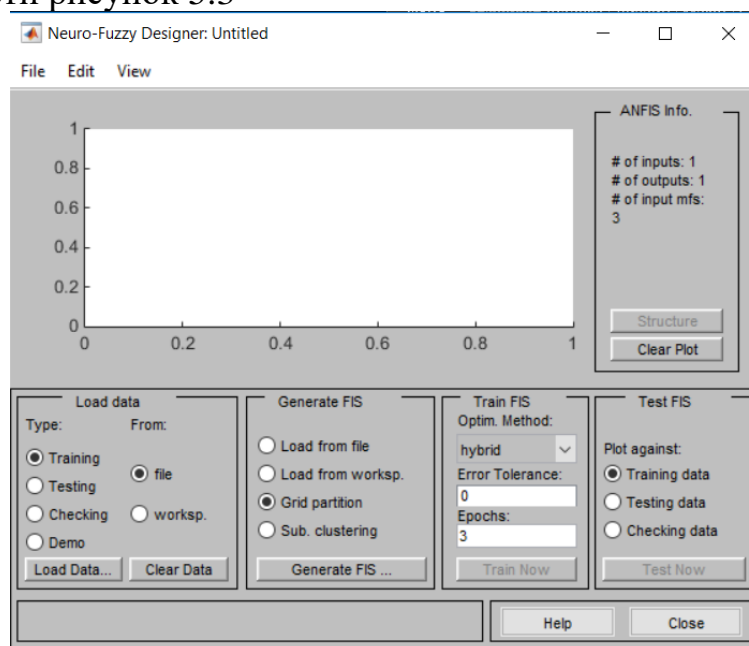 рисунок 3.3
Neuro-Fuzzy Designer: Untitled
File Edit View
1
0.8
0.6
0.4
0.2
0
0 0.2 0.4 0.6 0.8 1
ANFIS Info.
# of inputs: 1
# of outputs: 1
# of input mfs:
3
Structure
Clear Plot
Load data
Type: From:
Training
Testing
Checking
Demo
file
worksp.
Load Data... Clear Data
Generate FIS
Load from file
Load from worksp.
Grid partition
Sub. clustering
Generate FIS ...
Train FIS
Optim. Method:
hybrid
Error Tolerance:
0
Epochs:
3
Train Now
Test FIS
Plot against:
Training data
Testing data
Checking data
Test Now
Help Close